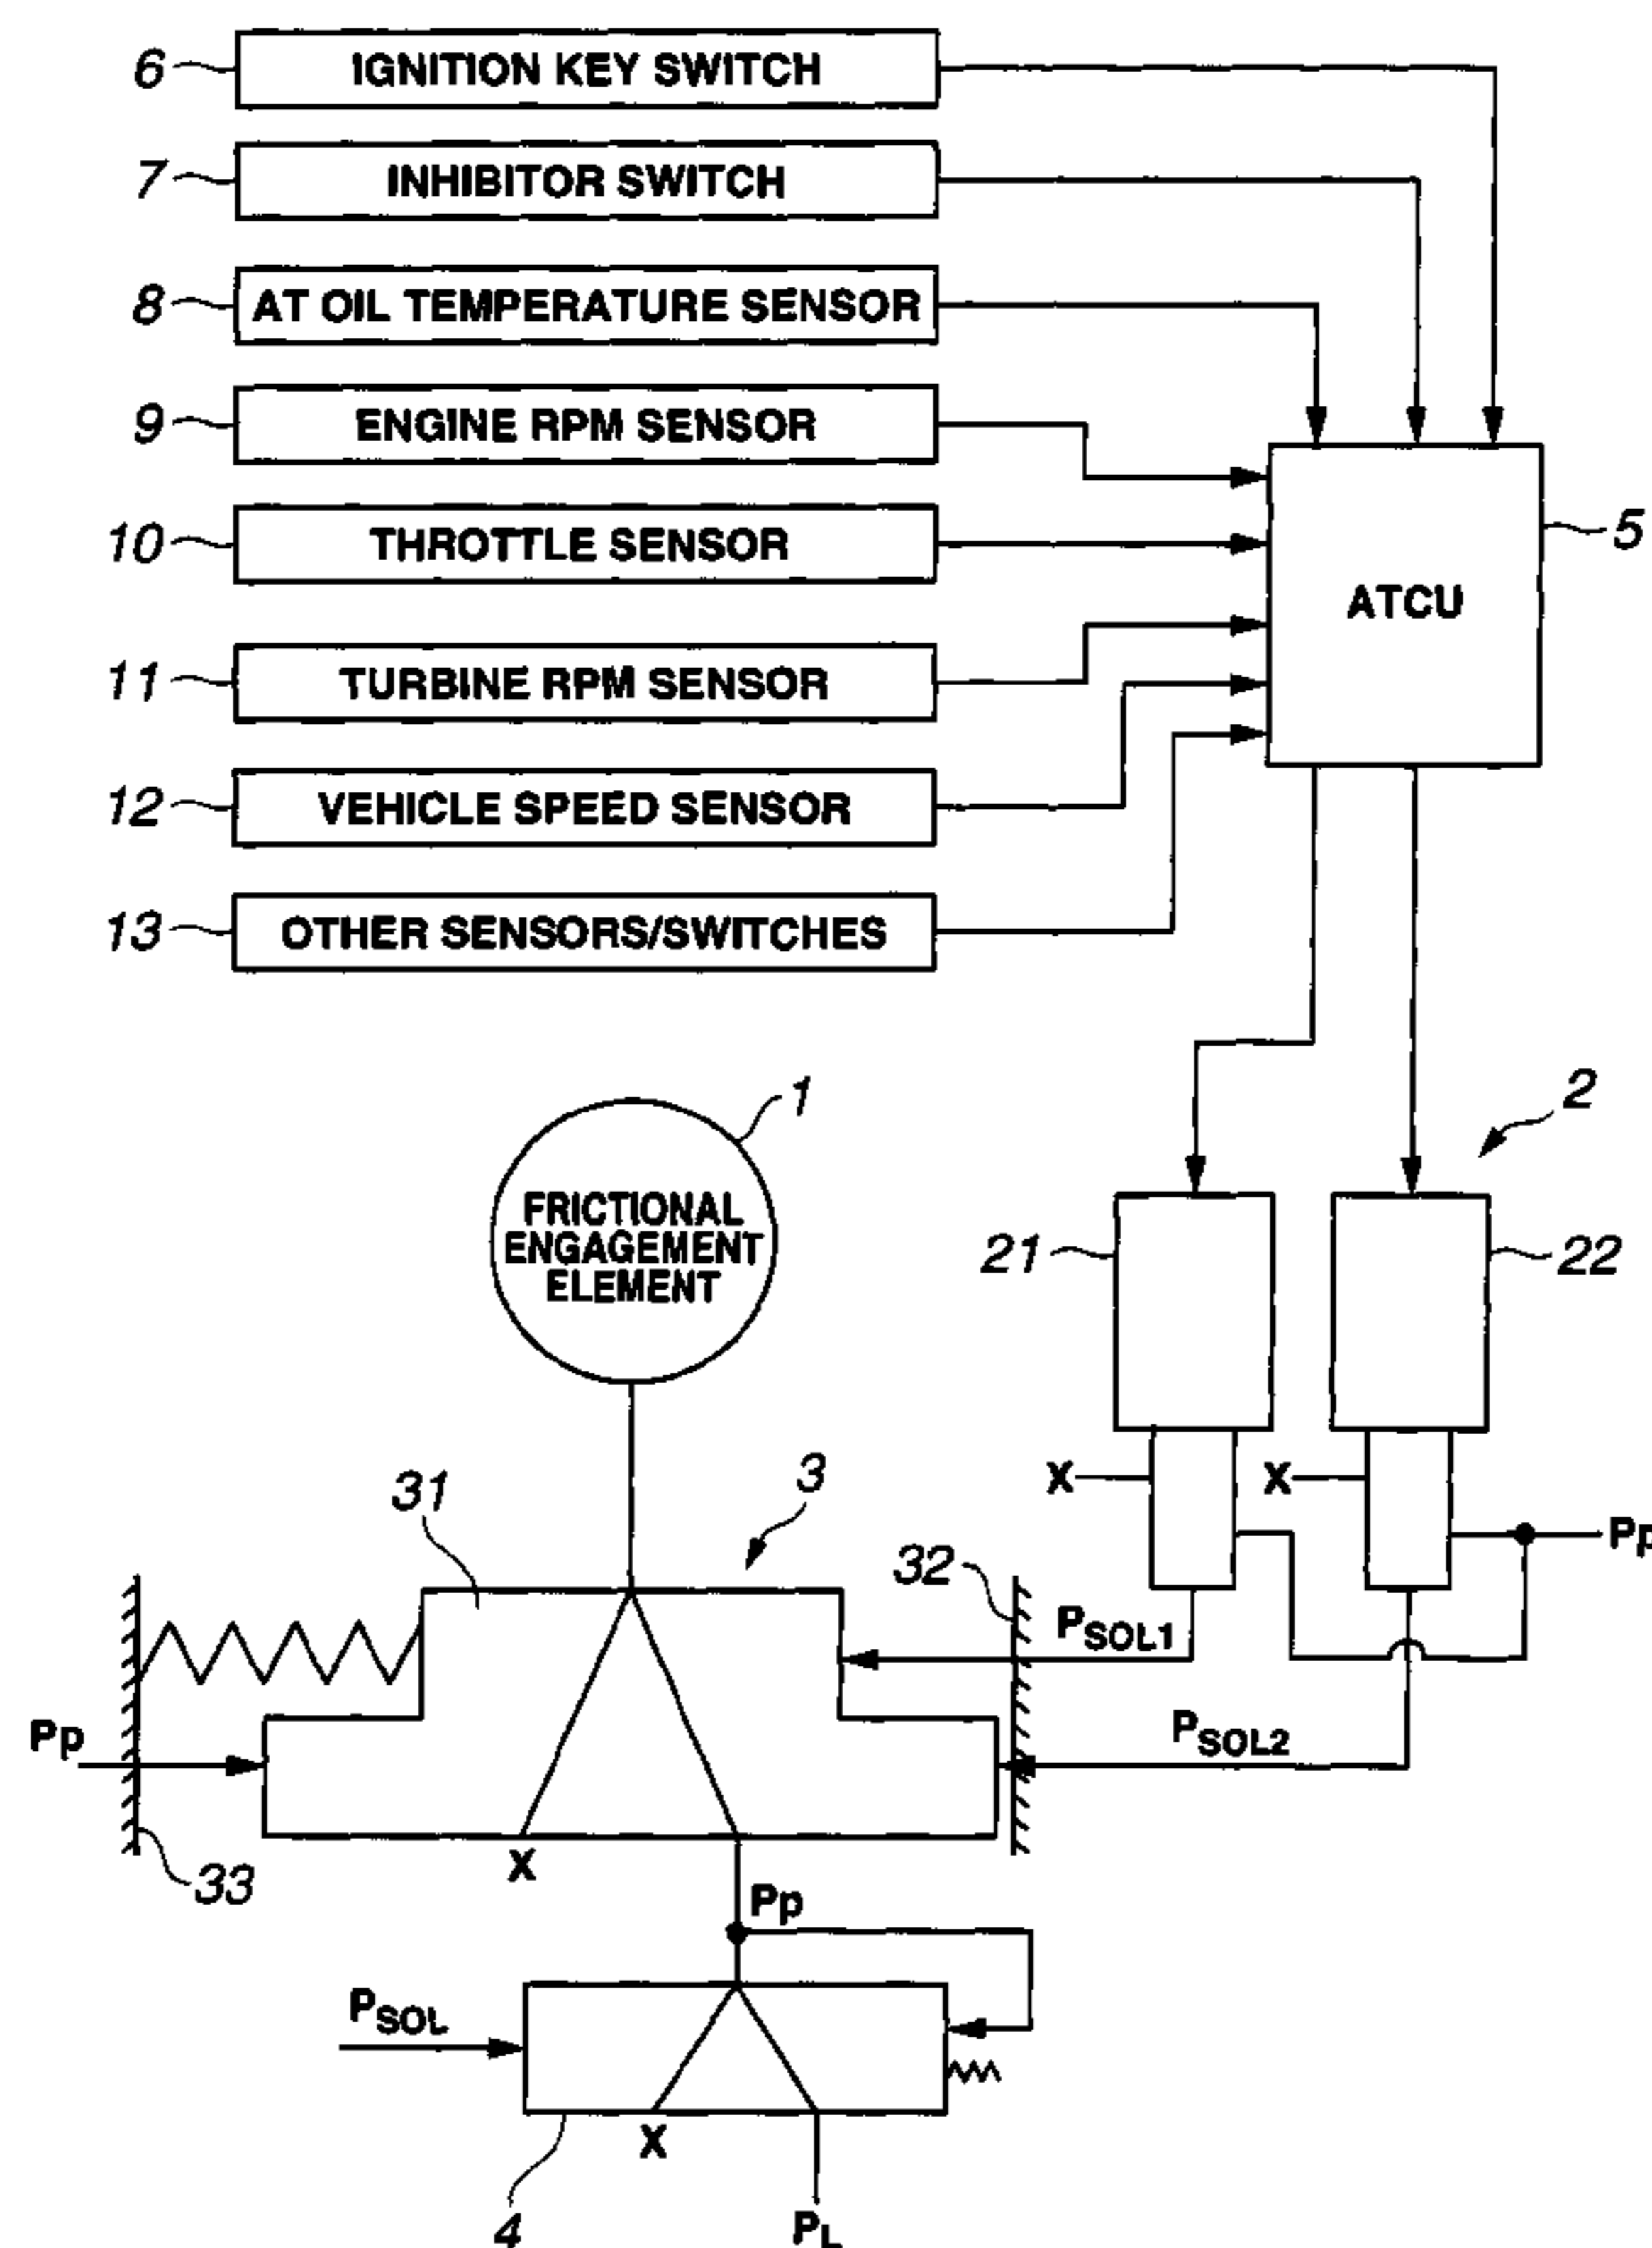 6 IGNITION KEY SWITCH
7 INHIBITOR SWITCH
8 AT OIL TEMPERATURE SENSOR
9 ENGINE RPM SENSOR
10 THROTTLE SENSOR
5
ATCU
11 TURBINE RPM SENSOR
12 VEHICLE SPEED SENSOR
13 OTHER SENSORS/SWITCHES
1
2
FRICTIONAL
ENGAGEMENT
ELEMENT
21
22
31
3
X
X
32
Pp
PSOL1
Pp
PSOL2
33
X
Pp
PSOL
X
4
PL